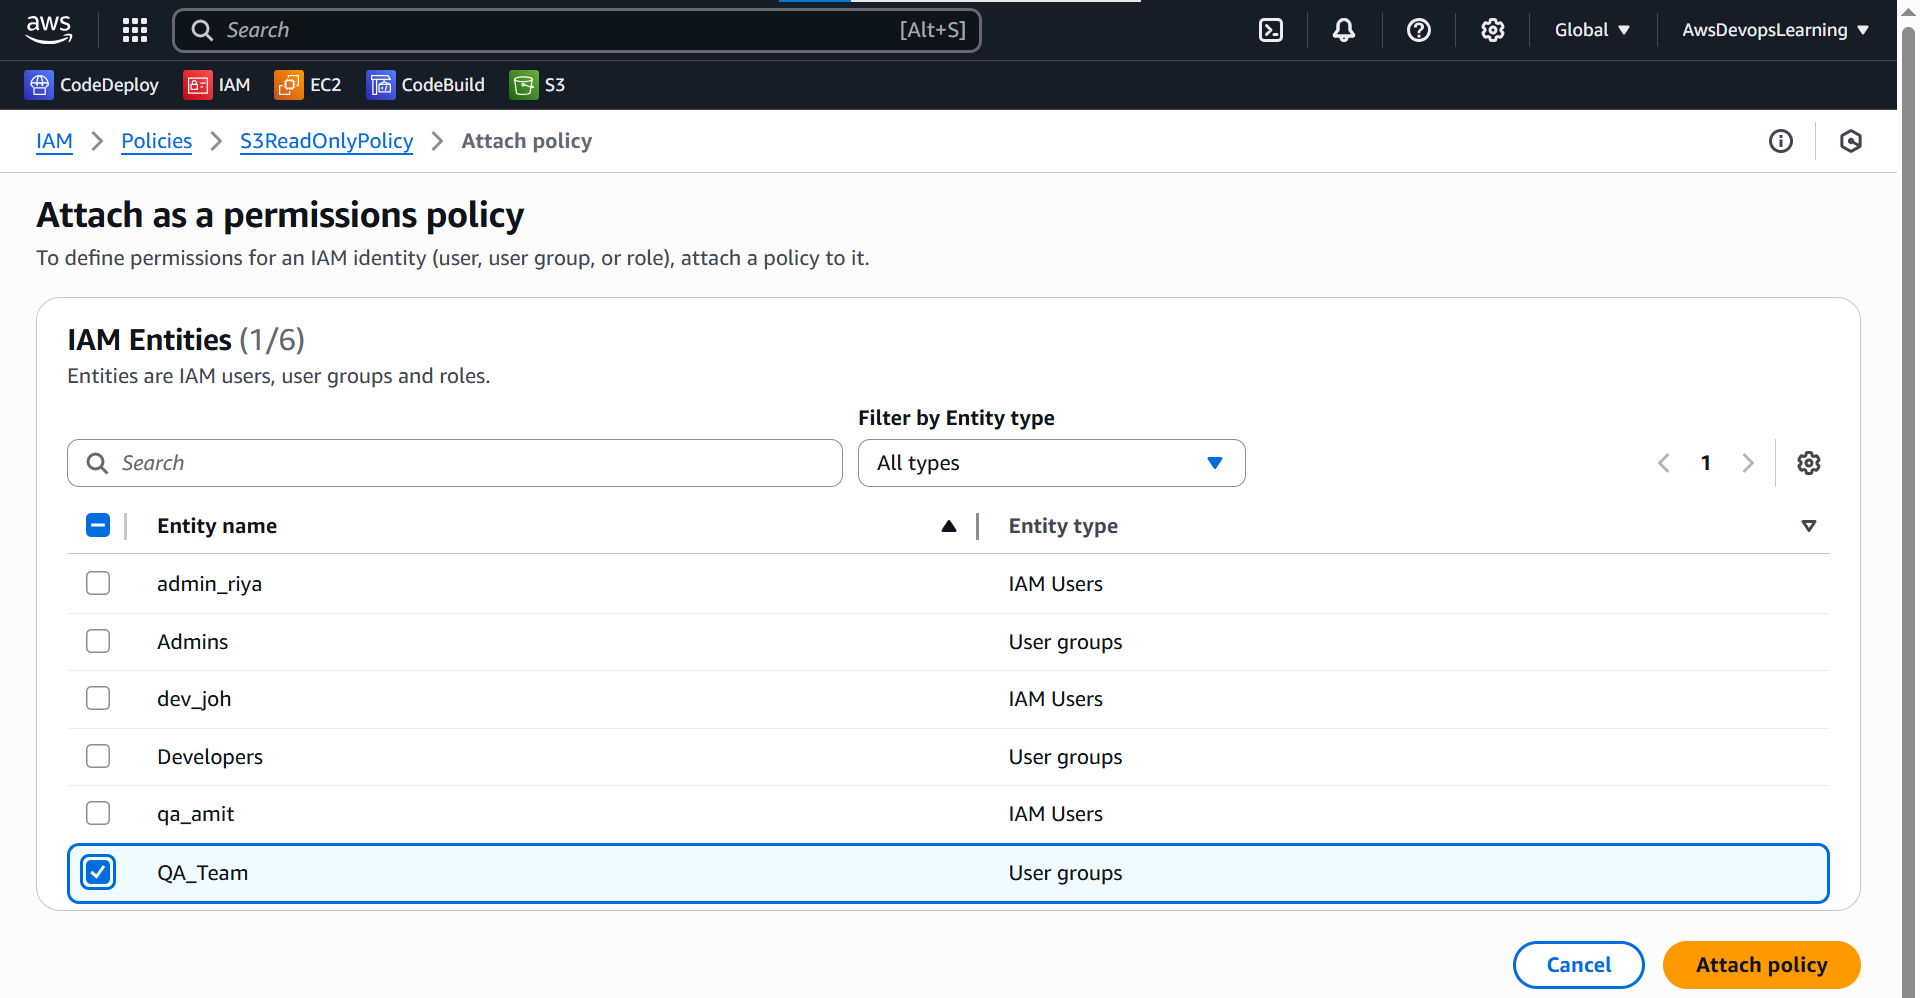 aws
Search [Alt+S] Global AwsDevopsLearning
CodeDeploy IAM EC2 CodeBuild S3
IAM Policies S3ReadOnlyPolicy Attach policy
Attach as a permissions policy
To define permissions for an IAM identity (user, user group, or role), attach a policy to it.
IAM Entities (1/6)
Entities are IAM users, user groups and roles.
Filter by Entity type
Search All types 1
Entity name Entity type
admin_riya IAM Users
Admins User groups
dev_joh IAM Users
Developers User groups
qa_amit IAM Users
QA_Team User groups
Cancel Attach policy